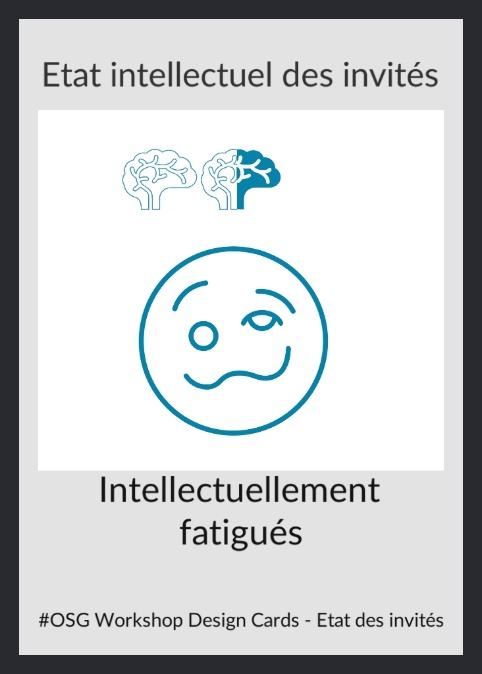 Etat intellectuel des invités
Intellectuellement
fatigués
#OSG Workshop Design Cards - Etat des invités